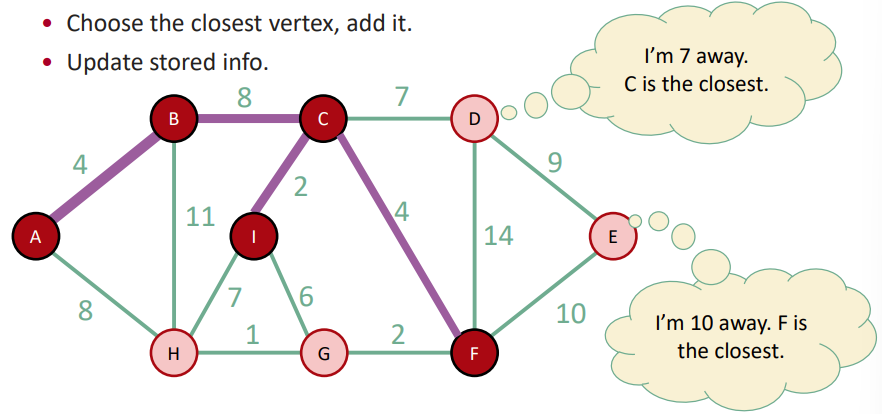 • Choose the closest vertex, add it.
• Update stored info.
I'm 7 away.
C is the closest.
8
7
B
C
D
4
9
2
4
11
A
I
14
E
8
7
6
10
1
2
H
G
F
I'm 10 away. F is
the closest.